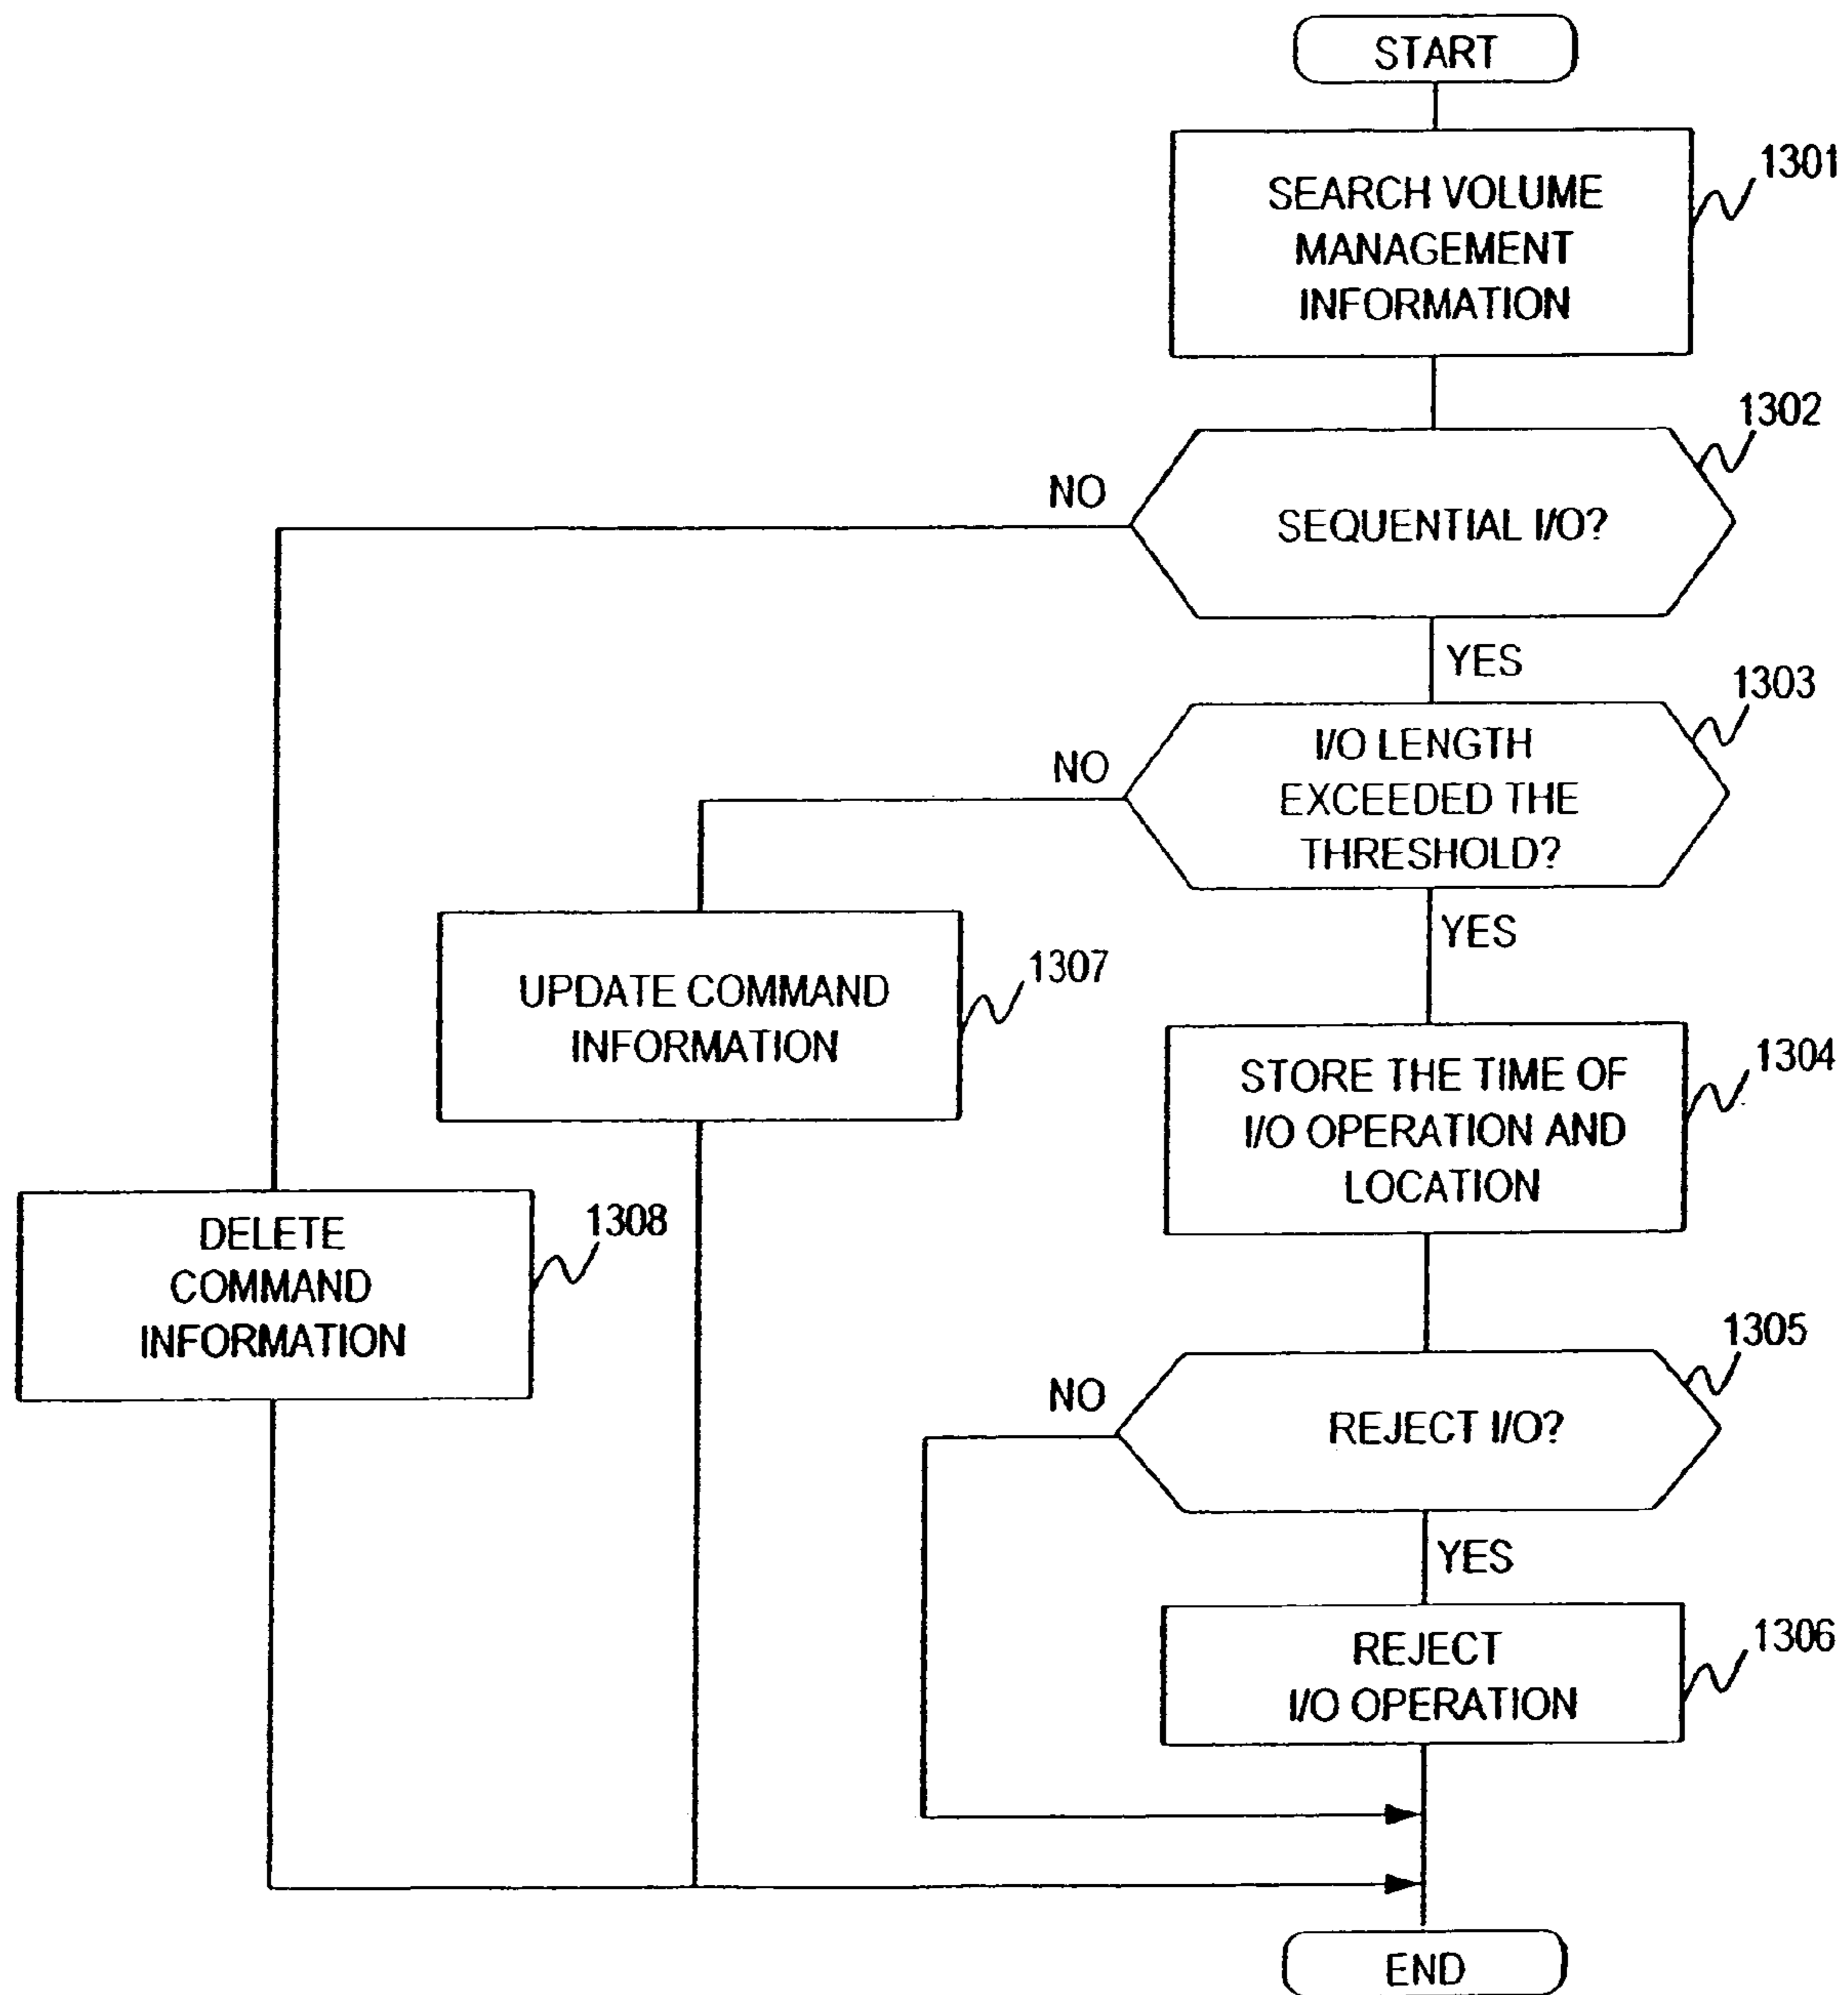 START
SEARCH VOLUME
MANAGEMENT
INFORMATION
1301
1302
NO
SEQUENTIAL I/O?
YES
1303
NO
I/O LENGTH
EXCEEDED THE
THRESHOLD?
YES
UPDATE COMMAND
INFORMATION
1307
STORE THE TIME OF
I/O OPERATION AND
LOCATION
1304
DELETE
COMMAND
INFORMATION
1308
1305
NO
REJECT I/O?
YES
REJECT
I/O OPERATION
1306
END